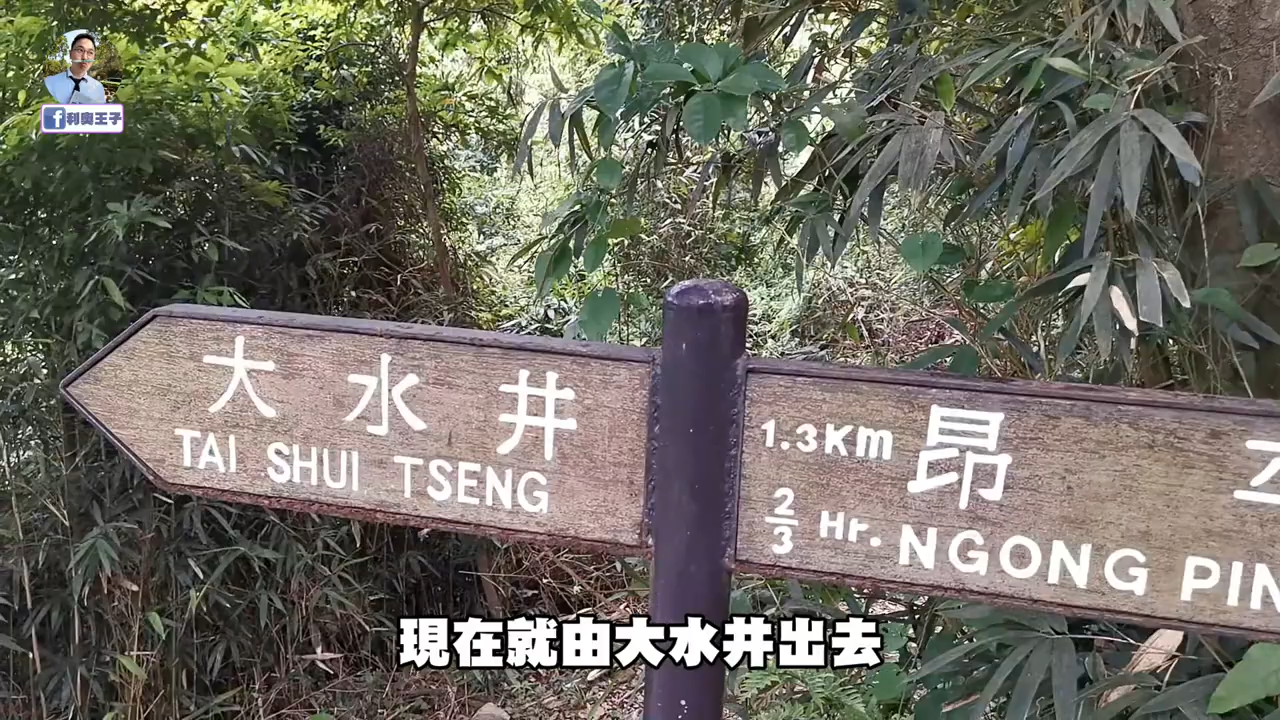 利奧王子
大水井
TAI SHUI TSENG
1.3Km 昂
2/3 Hr. NGONG PIN
現在就由大水井出去